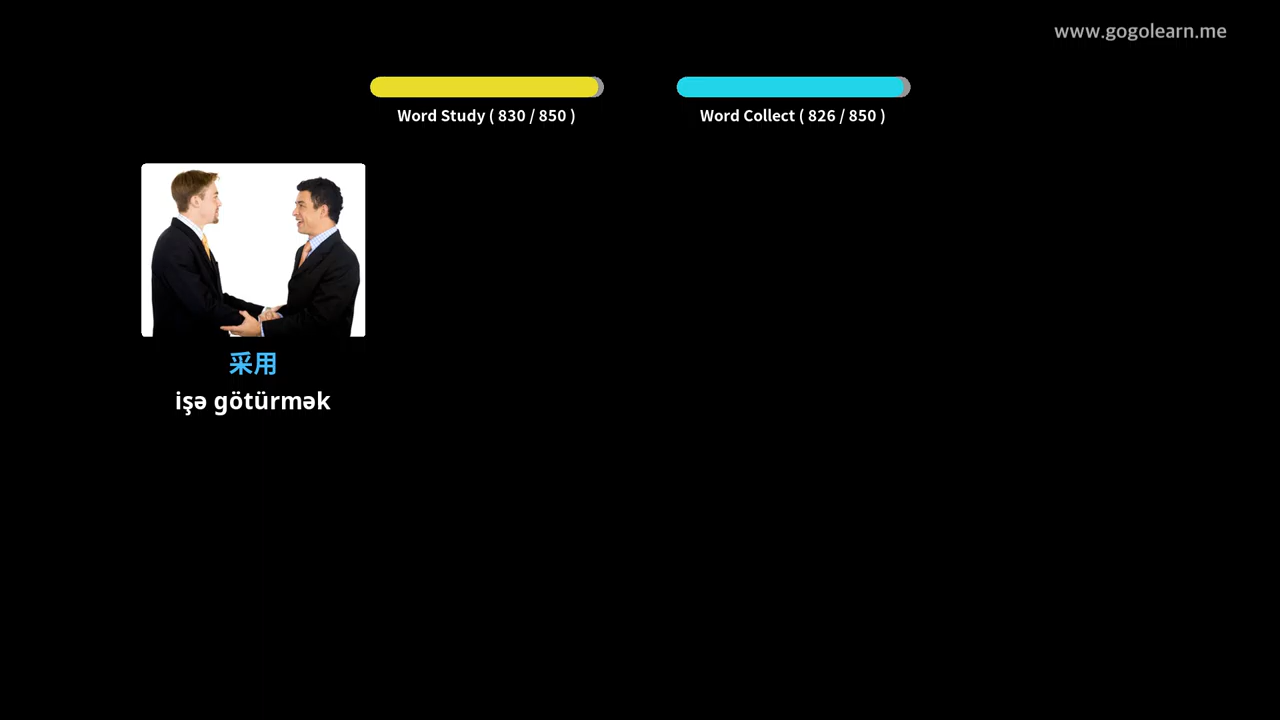 www.gogolearn.me
Word Study ( 830 / 850 )
Word Collect ( 826 / 850 )
采用
işə götürmək